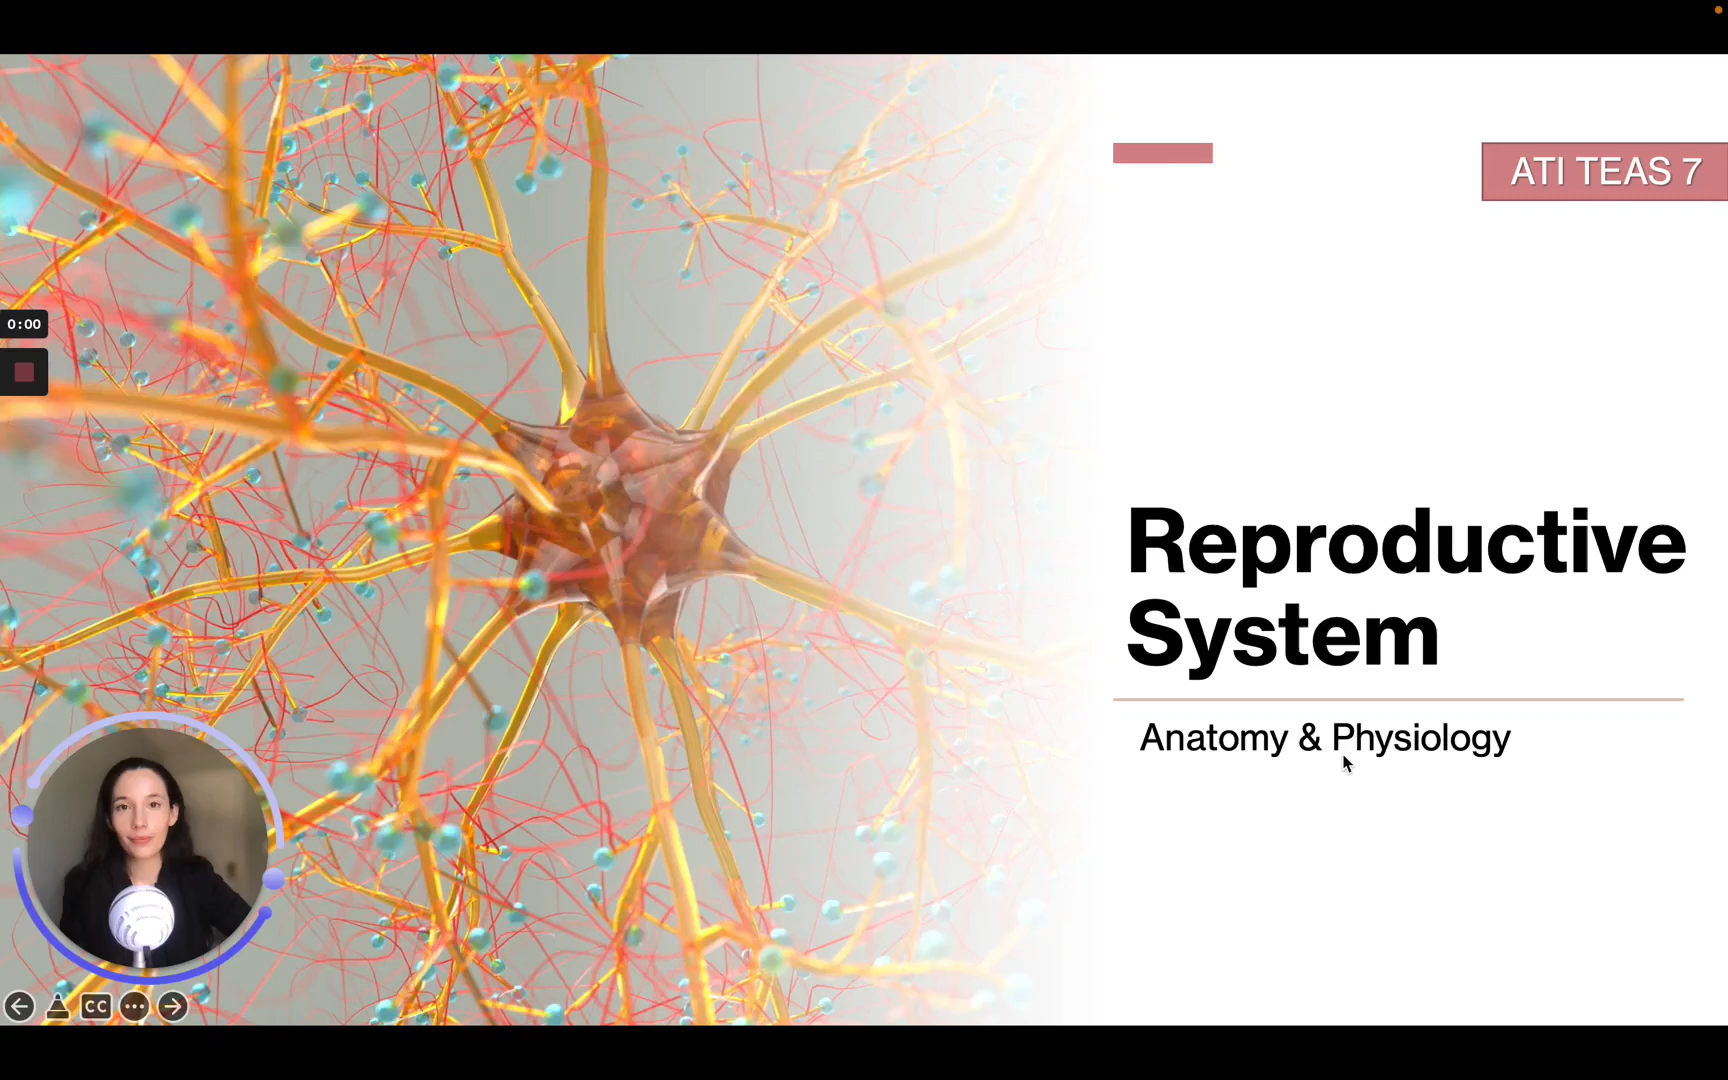 ATI TEAS 7
0:00
Reproductive
System
Anatomy & Physiology
CC